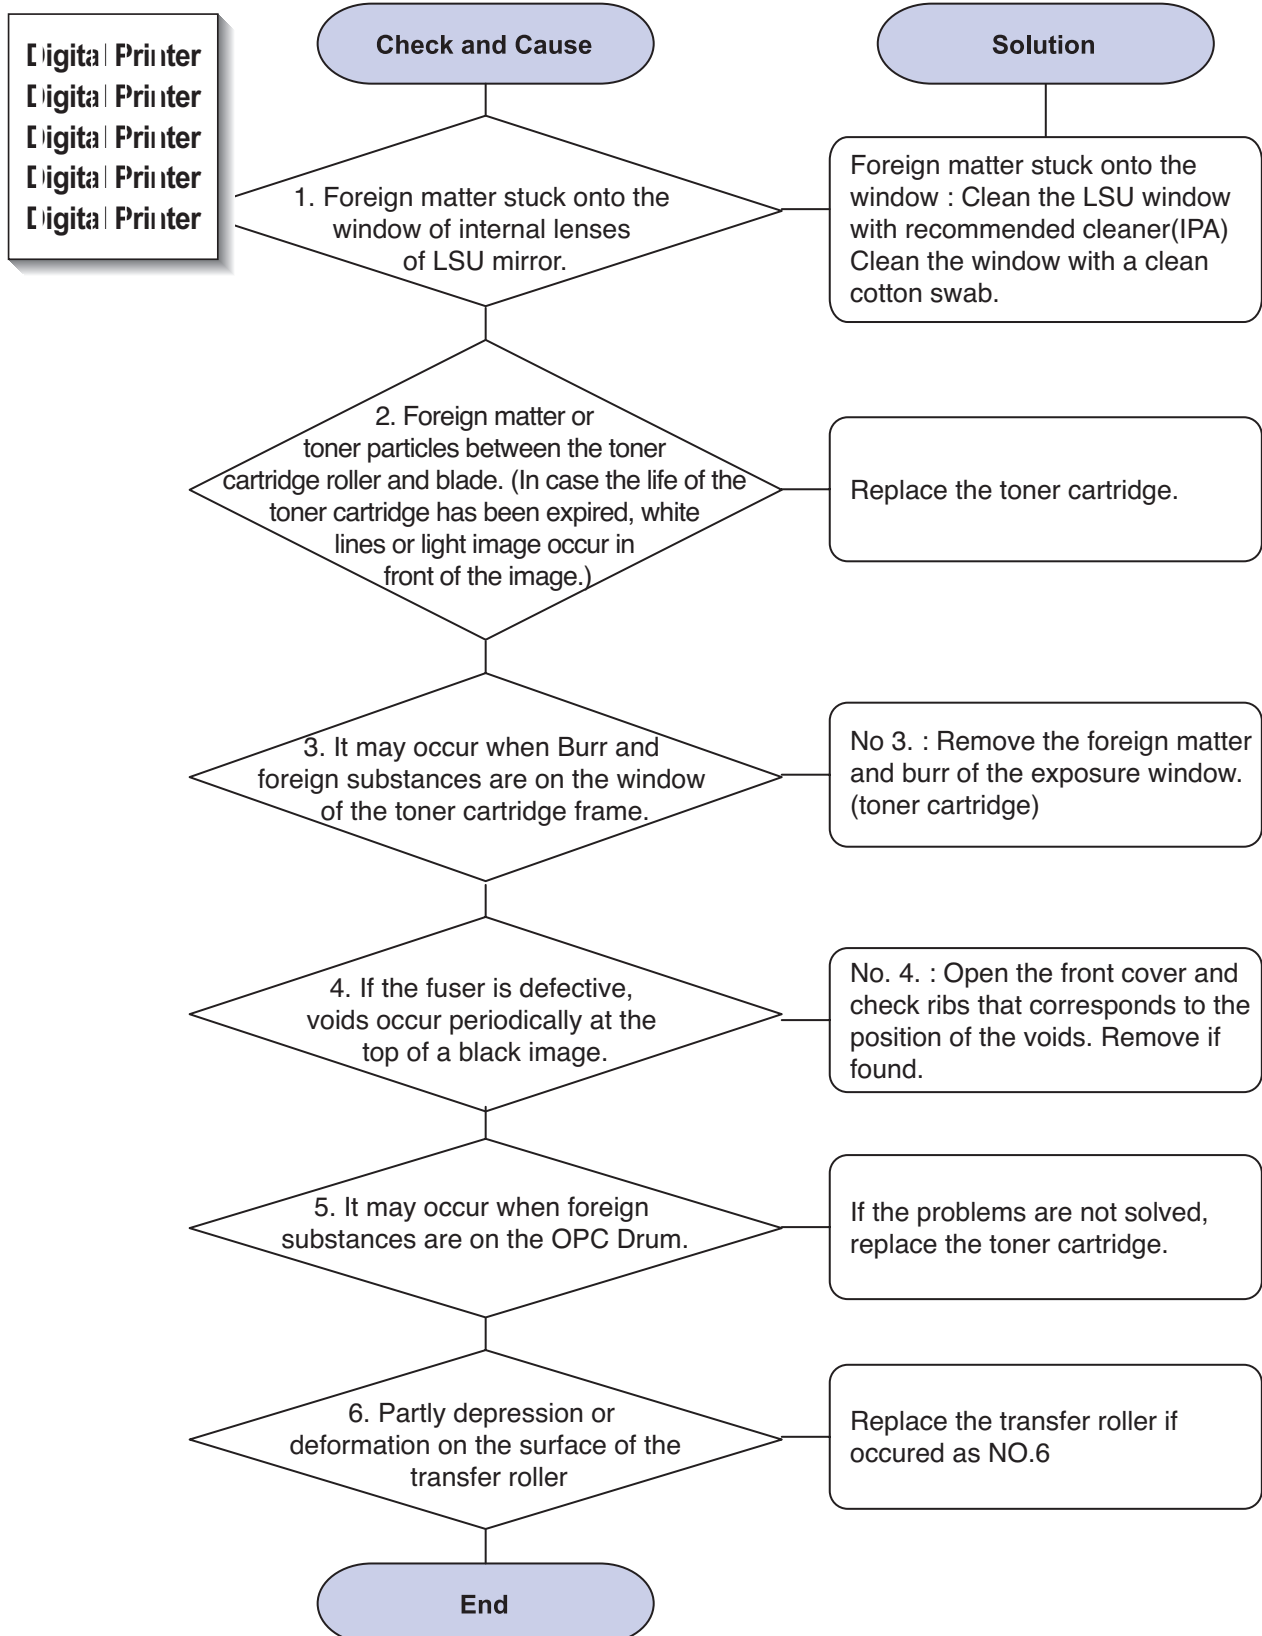 Digital Printer
Digital Printer
Digital Printer
Digital Printer
Digital Printer
Check and Cause
Solution
1. Foreign matter stuck onto the
window of internal lenses
of LSU mirror.
Foreign matter stuck onto the
window : Clean the LSU window
with recommended cleaner(IPA)
Clean the window with a clean
cotton swab.
2. Foreign matter or
toner particles between the toner
cartridge roller and blade. (In case the life of the
toner cartridge has been expired, white
lines or light image occur in
front of the image.)
Replace the toner cartridge.
3. It may occur when Burr and
foreign substances are on the window
of the toner cartridge frame.
No 3. : Remove the foreign matter
and burr of the exposure window.
(toner cartridge)
4. If the fuser is defective,
voids occur periodically at the
top of a black image.
No. 4. : Open the front cover and
check ribs that corresponds to the
position of the voids. Remove if
found.
5. It may occur when foreign
substances are on the OPC Drum.
If the problems are not solved,
replace the toner cartridge.
6. Partly depression or
deformation on the surface of the
transfer roller
Replace the transfer roller if
occured as NO.6
End